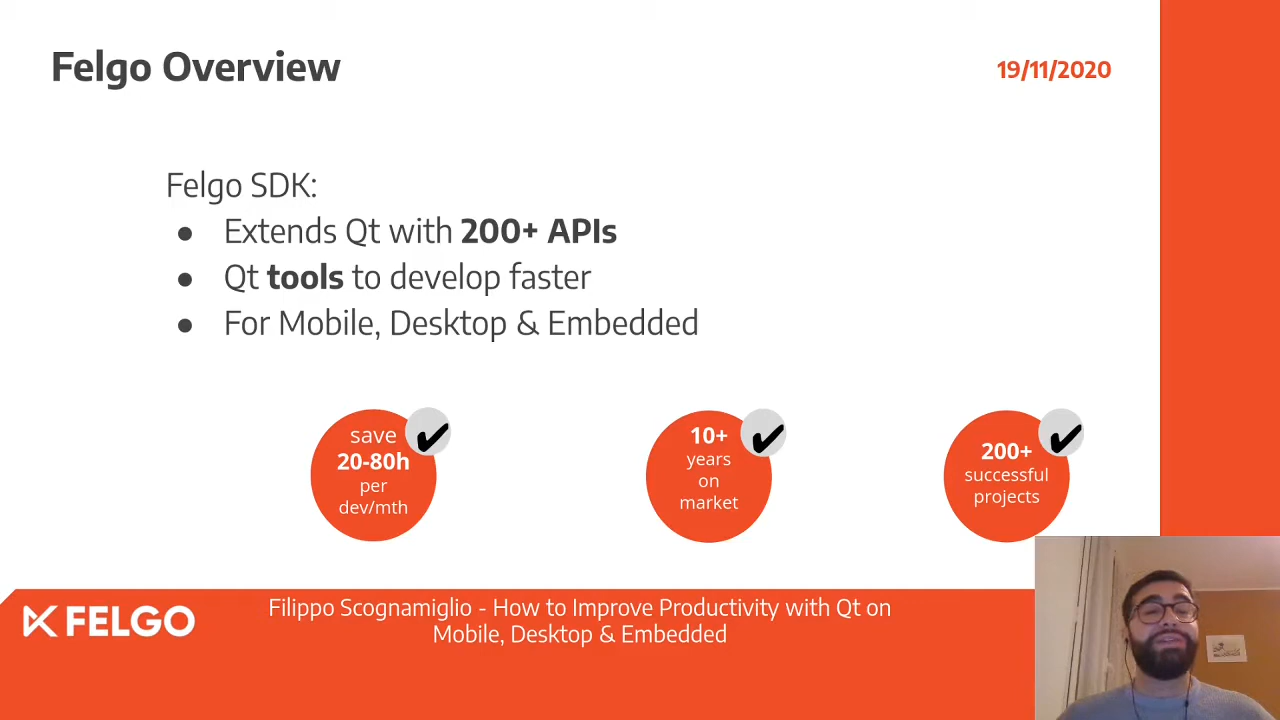 Felgo Overview
19/11/2020
Felgo SDK:
● Extends Qt with 200+ APIs
● Qt tools to develop faster
● For Mobile, Desktop & Embedded
save
20-80h
per
dev/mth
10+
years
on
market
200+
successful
projects
FELGO
Filippo Scognamiglio - How to Improve Productivity with Qt on
Mobile, Desktop & Embedded